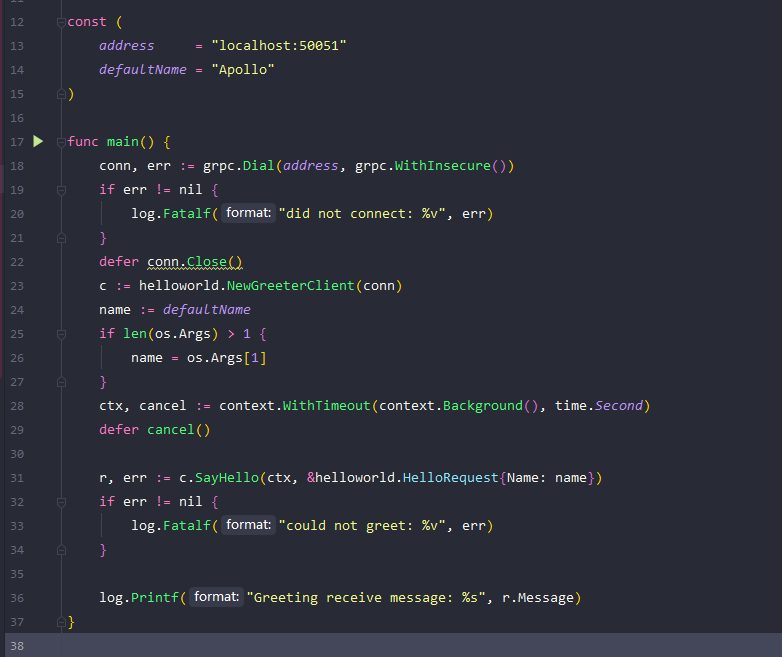 12 const (
13 address = "localhost:50051"
14 defaultName = "Apollo"
15 )
16
17 func main() {
18 conn, err := grpc.Dial(address, grpc.WithInsecure())
19 if err != nil {
20 log.Fatalf( format: "did not connect: %v", err)
21 }
22 defer conn.Close()
23 c := helloworld.NewGreeterClient(conn)
24 name := defaultName
25 if len(os.Args) > 1 {
26 name = os.Args[1]
27 }
28 ctx, cancel := context.WithTimeout(context.Background(), time.Second)
29 defer cancel()
30
31 r, err := c.SayHello(ctx, &helloworld.HelloRequest{Name: name})
32 if err != nil {
33 log.Fatalf( format: "could not greet: %v", err)
34 }
35
36 log.Printf( format: "Greeting receive message: %s", r.Message)
37 }
38